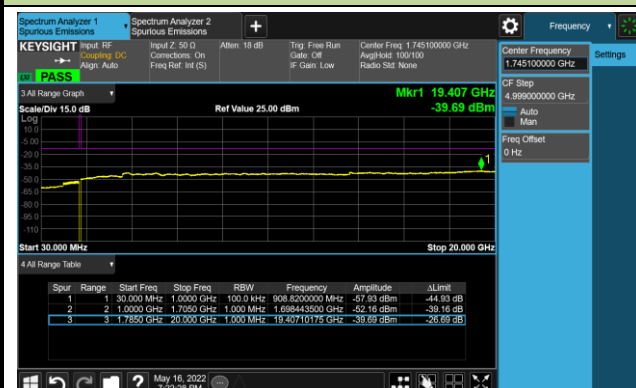 Spectrum Analyzer 1
Spurious Emissions
Spectrum Analyzer 2
Spurious Emissions
+
Frequency
KEYSIGHT
Input: RF
Coupling: DC
Align: Auto
Input Z: 50 Ω
Corrections: On
Freq Ref: Int (S)
Atten: 18 dB
Trig: Free Run
Gate: Off
IF Gain: Low
Center Freq: 1.745100000 GHz
Avg|Hold: 100/100
Radio Std: None
PASS
Center Frequency
1.745100000 GHz
Settings
CF Step
4.999000000 GHz
Auto
Man
Freq Offset
0 Hz
3 All Range Graph
Mkr1 19.407 GHz
Scale/Div 15.0 dB
Ref Value 25.00 dBm
-39.69 dBm
Log
10.0
-5.00
-20.0
-35.0
-50.0
-65.0
-80.0
-95.0
-110
1
Start 30.000 MHz
Stop 20.000 GHz
4 All Range Table
Spur Range Start Freq Stop Freq RBW Frequency Amplitude ΔLimit
1 1 30.000 MHz 1.0000 GHz 100.0 kHz 908.8200000 MHz -57.93 dBm -44.93 dB
2 2 1.0000 GHz 1.7050 GHz 1.000 MHz 1.698443500 GHz -52.16 dBm -39.16 dB
3 3 1.7850 GHz 20.000 GHz 1.000 MHz 19.40710175 GHz -39.69 dBm -26.69 dB
?
May 16, 2022